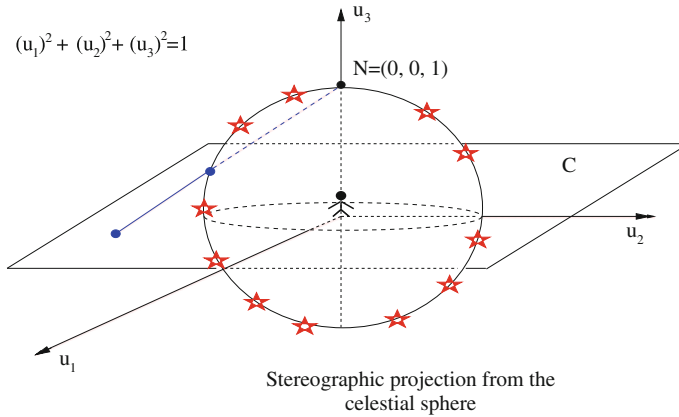 u₃
(u₁)² + (u₂)² + (u₃)² =1
N=(0, 0, 1)
C
u₂
u₁
Stereographic projection from the
celestial sphere